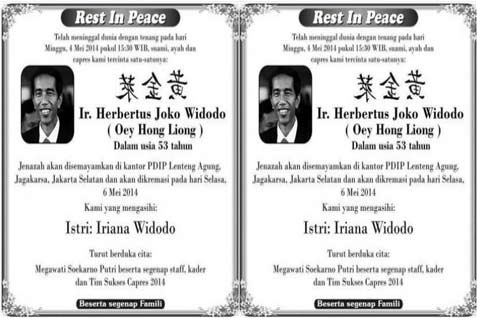 Rest In Peace
Telah meninggal dunia dengan tenang pada hari
Minggu, 4 Mei 2014 pukul 15:30 WIB, suami, ayah dan
capres kami tercinta satu-satunya:
黃金萊
Ir. Herbertus Joko Widodo
( Oey Hong Liong )
Dalam usia 53 tahun
Jenazah akan disemayamkan di kantor PDIP Lenteng Agung,
Jagakarsa, Jakarta Selatan dan akan dikremasi pada hari Selasa,
6 Mei 2014
Kami yang mengasihi:
Istri: Iriana Widodo
Turut berduka cita:
Megawati Soekarno Putri beserta segenap staff, kader
dan Tim Sukses Capres 2014
Beserta segenap Famili
Rest In Peace
Telah meninggal dunia dengan tenang pada hari
Minggu, 4 Mei 2014 pukul 15:30 WIB, suami, ayah dan
capres kami tercinta satu-satunya:
黃金萊
Ir. Herbertus Joko Widodo
( Oey Hong Liong )
Dalam usia 53 tahun
Jenazah akan disemayamkan di kantor PDIP Lenteng Agung,
Jagakarsa, Jakarta Selatan dan akan dikremasi pada hari Selasa,
6 Mei 2014
Kami yang mengasihi:
Istri: Iriana Widodo
Turut berduka cita:
Megawati Soekarno Putri beserta segenap staff, kader
dan Tim Sukses Capres 2014
Beserta segenap Famili